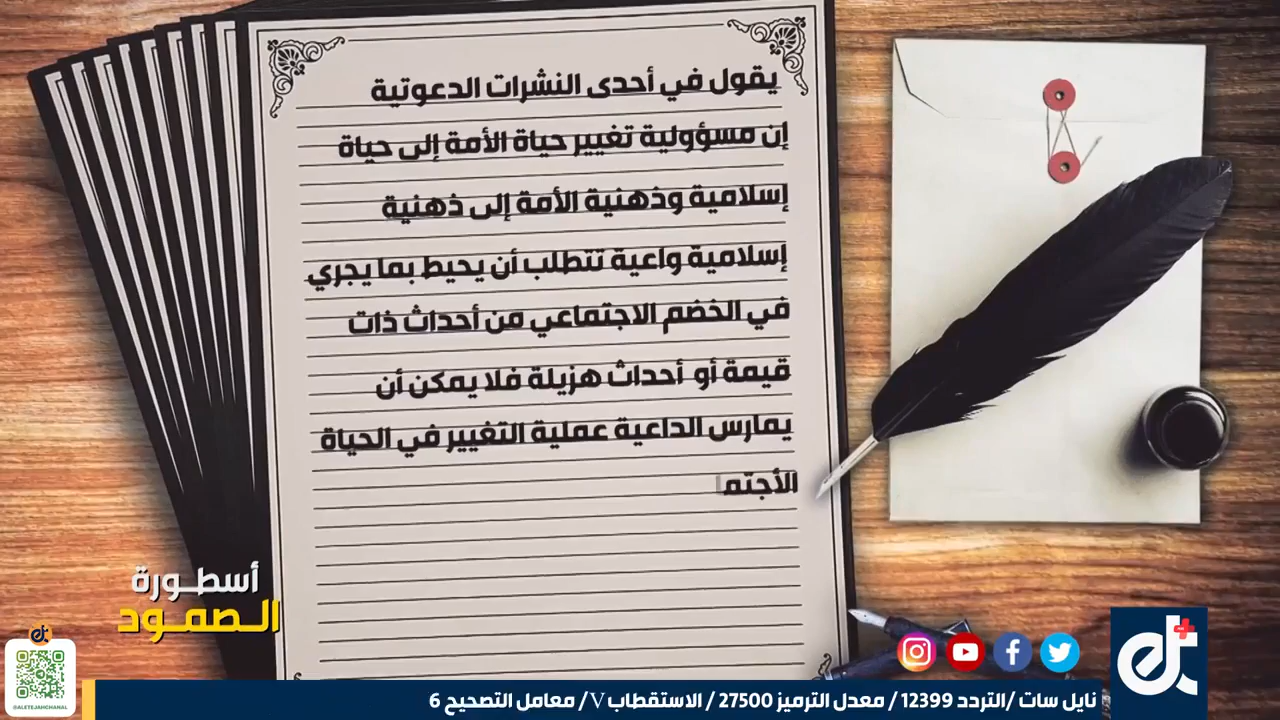 يقول في أحدى النشرات الدعوتية
إن مسؤولية تغيير حياة الأمة إلى حياة
إسلامية وذهنية الأمة إلى ذهنية
إسلامية واعية تتطلب أن يحيط بما يجري
في الخضم الاجتماعي من أحداث ذات
قيمة أو أحداث هزيلة فلا يمكن أن
يمارس الداعية عملية التغيير في الحياة
الأجتما
أسطورة
الصمود
@ALETEJAHCHANAL
نايل سات /التردد 12399 / معدل الترميز 27500 / الاستقطاب V/ معامل التصحيح 6